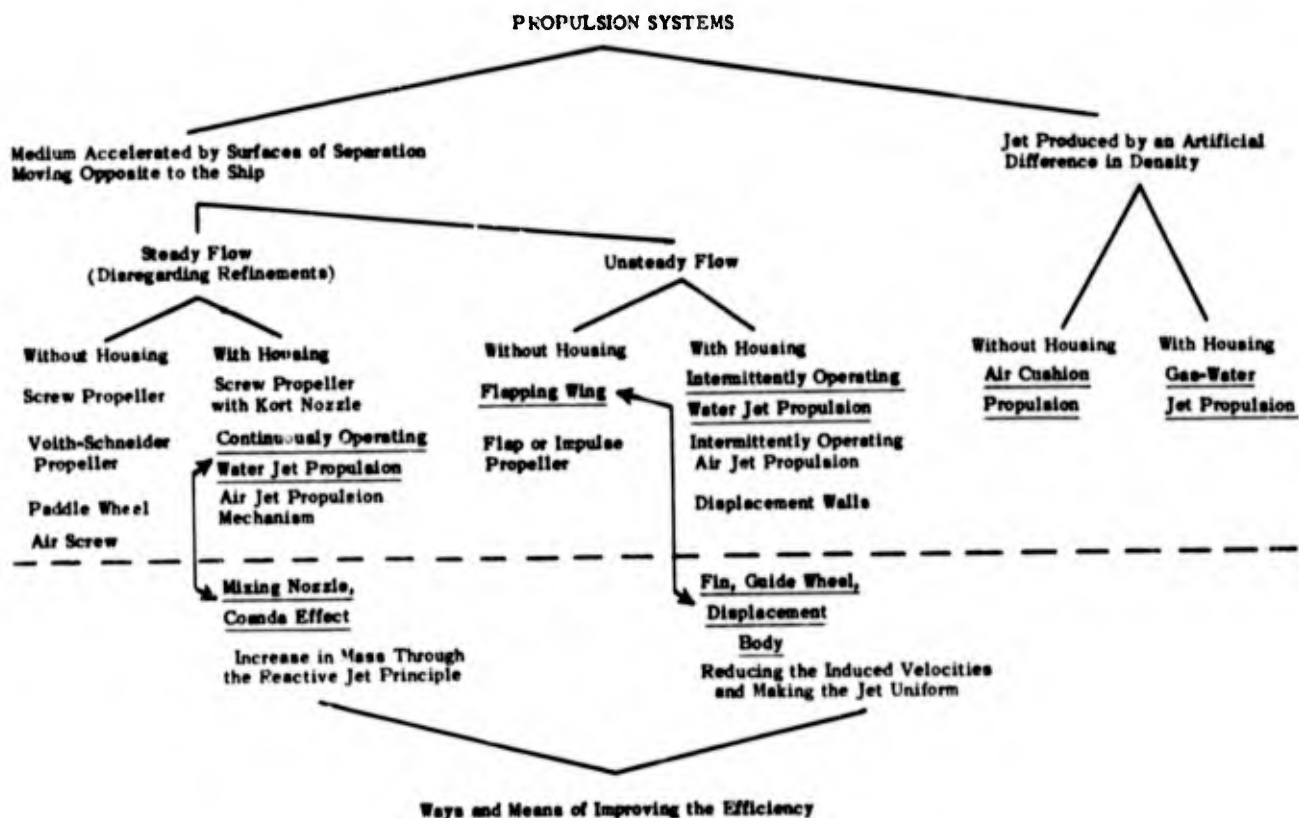 PROPULSION SYSTEMS
Medium Accelerated by Surfaces of Separation
Moving Opposite to the Ship
Jet Produced by an Artificial
Difference in Density
Steady Flow
(Disregarding Refinements)
Unsteady Flow
Without Housing
Screw Propeller
Voith-Schneider
Propeller
Paddle Wheel
Air Screw
With Housing
Screw Propeller
with Kort Nozzle
Continuously Operating
Water Jet Propulsion
Air Jet Propulsion
Mechanism
Without Housing
Flapping Wing
Flap or Impulse
Propeller
With Housing
Intermittently Operating
Water Jet Propulsion
Intermittently Operating
Air Jet Propulsion
Displacement Walls
Without Housing
Air Cushion
Propulsion
With Housing
Gas-Water
Jet Propulsion
Mixing Nozzle,
Coanda Effect
Increase in Mass Through
the Reactive Jet Principle
Fin, Guide Wheel,
Displacement
Body
Reducing the Induced Velocities
and Making the Jet Uniform
Ways and Means of Improving the Efficiency